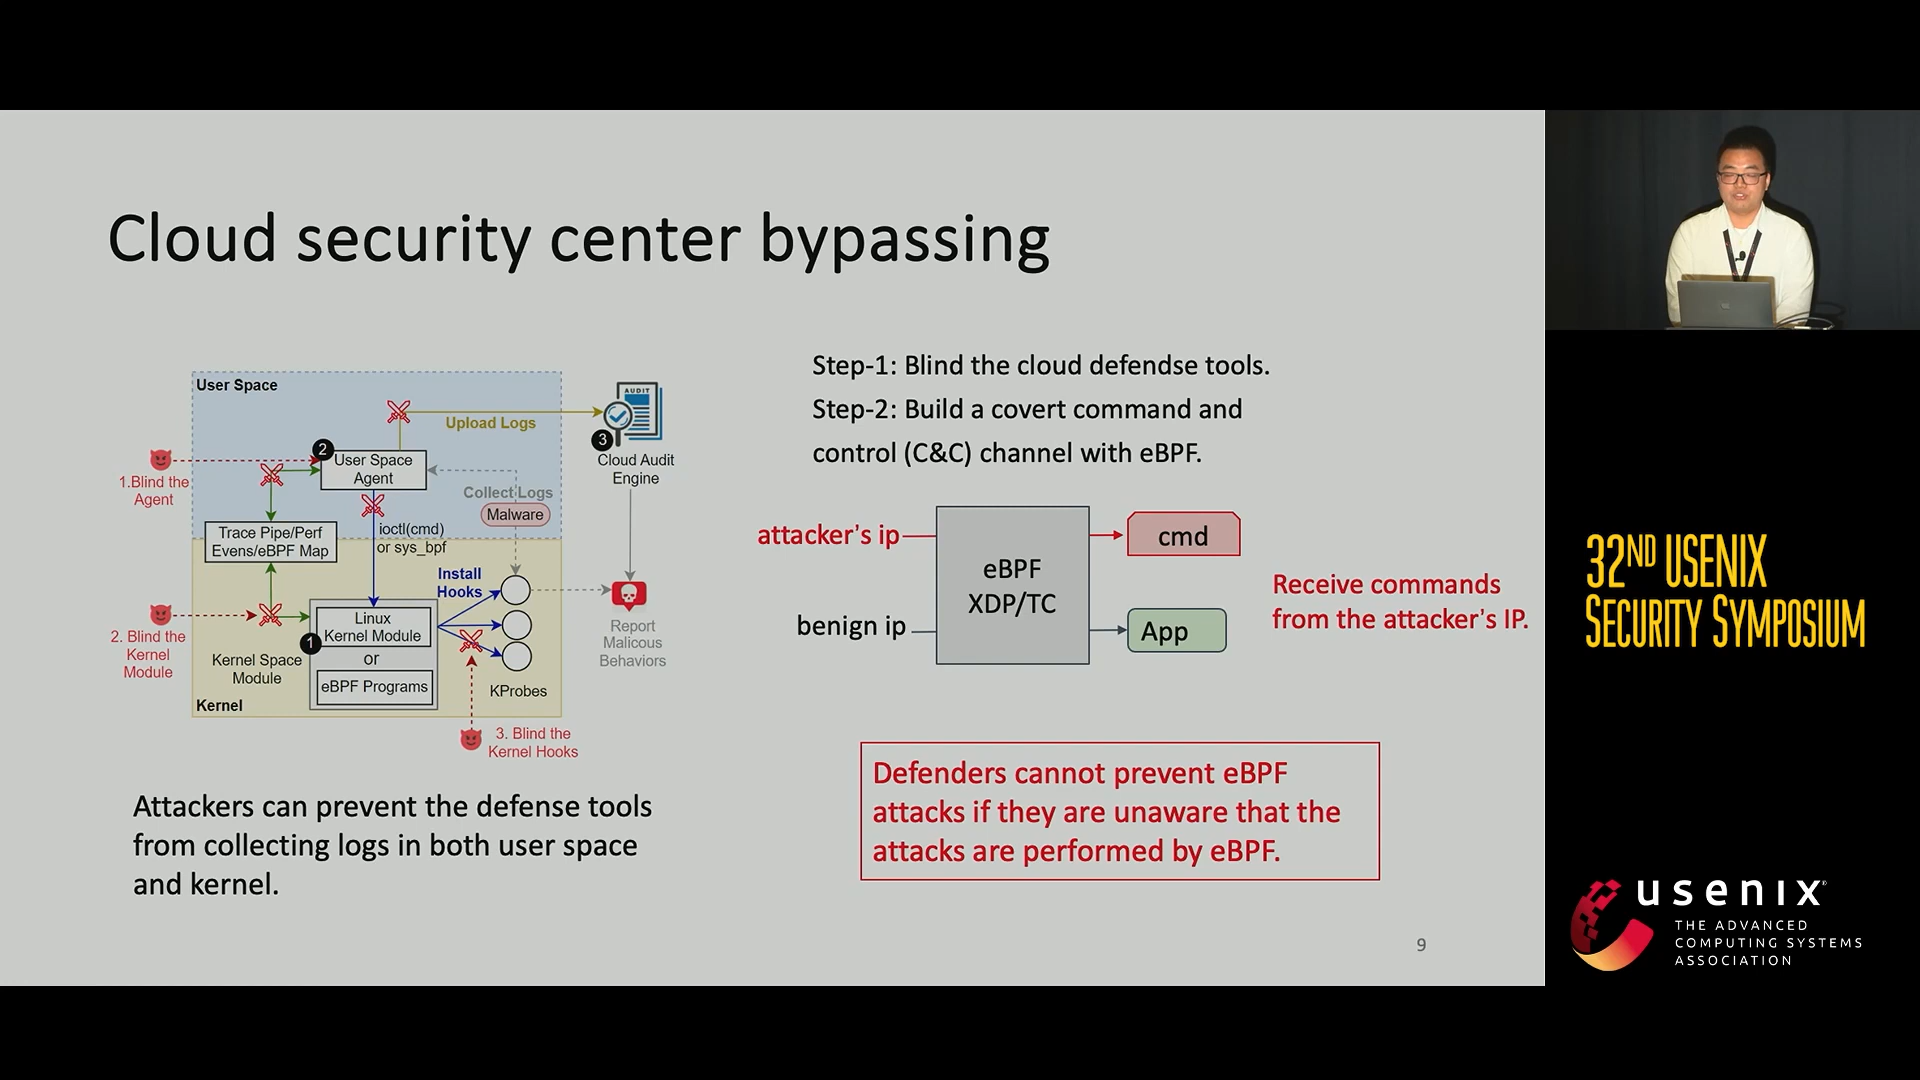 Cloud security center bypassing
User Space
AUDIT
Upload Logs
3
Cloud Audit
Engine
2
User Space
Agent
1.Blind the
Agent
Collect Logs
Malware
Trace Pipe/Perf
Evens/eBPF Map
ioctl(cmd)
or sys_bpf
Install
Hooks
Linux
Kernel Module
1
or
eBPF Programs
2. Blind the
Kernel
Module
Kernel Space
Module
Kernel
KProbes
Report
Malicous
Behaviors
3. Blind the
Kernel Hooks
Attackers can prevent the defense tools
from collecting logs in both user space
and kernel.
Step-1: Blind the cloud defendse tools.
Step-2: Build a covert command and
control (C&C) channel with eBPF.
attacker's ip
benign ip
eBPF
XDP/TC
cmd
App
Receive commands
from the attacker's IP.
Defenders cannot prevent eBPF
attacks if they are unaware that the
attacks are performed by eBPF.
9
32ND USENIX
SECURITY SYMPOSIUM
usenix®
THE ADVANCED
COMPUTING SYSTEMS
ASSOCIATION